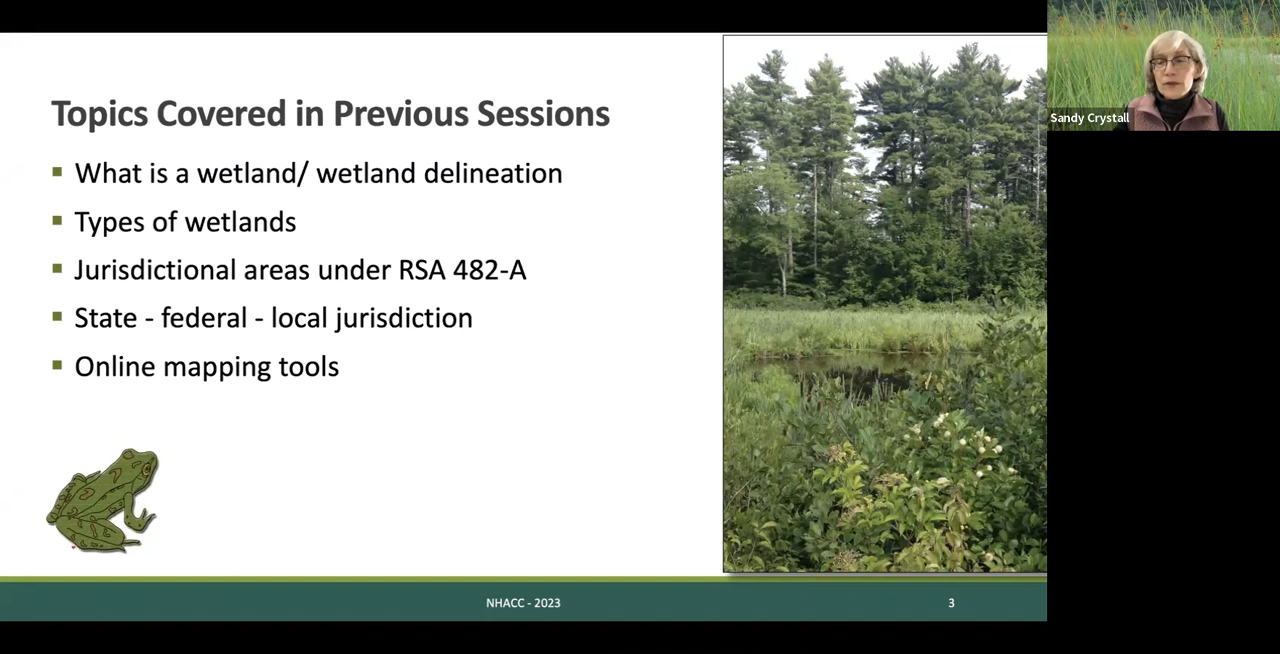 Topics Covered in Previous Sessions
What is a wetland/ wetland delineation
Types of wetlands
Jurisdictional areas under RSA 482-A
State - federal - local jurisdiction
Online mapping tools
NHACC - 2023
3
Sandy Crystall